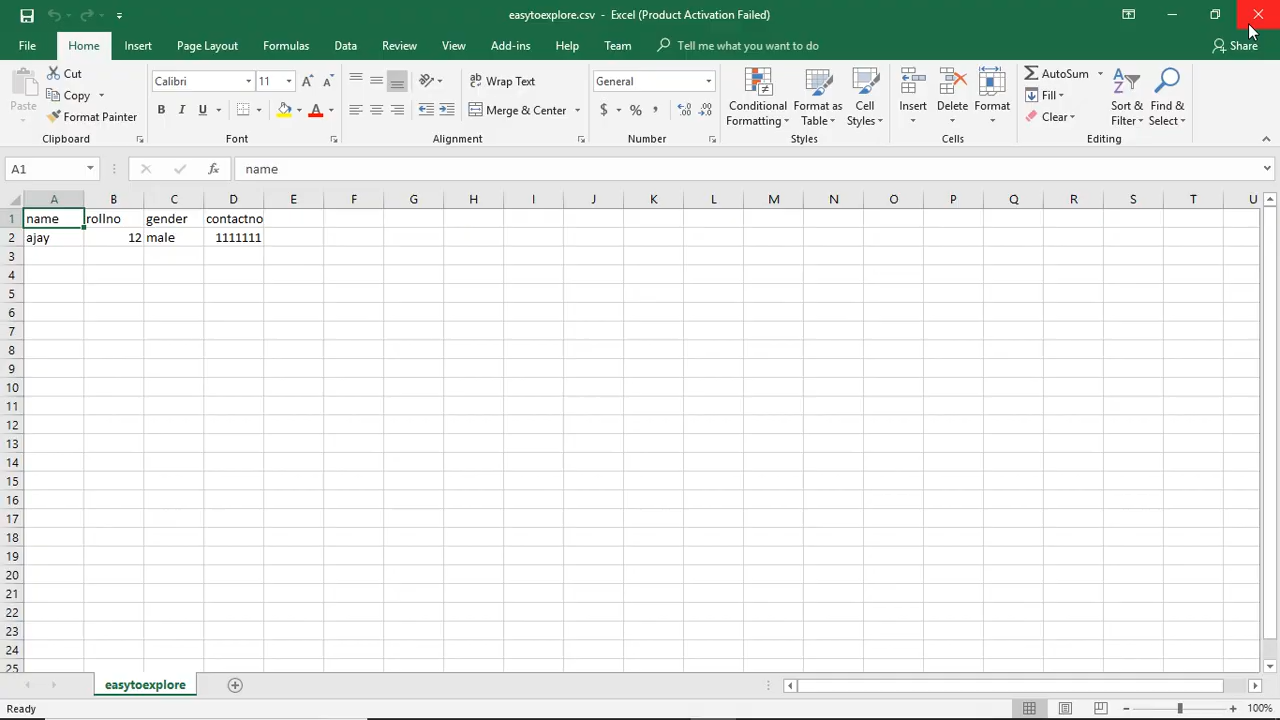 easytoexplore.csv - Excel (Product Activation Failed)
File Home Insert Page Layout Formulas Data Review View Add-ins Help Team Tell me what you want to do Share
Paste
Cut
Copy
Format Painter
Clipboard
Calibri 11
B I U A
Font
ab Wrap Text
Merge & Center
Alignment
General
$ % ,
Number
Conditional Formatting
Format as Table
Cell Styles
Styles
Insert
Delete
Format
Cells
AutoSum
Fill
Clear
Sort & Filter
Find & Select
Editing
A1 fx name
A B C D E F G H I J K L M N O P Q R S T U
1 name rollno gender contactno
2 ajay 12 male 1111111
3
4
5
6
7
8
9
10
11
12
13
14
15
16
17
18
19
20
21
22
23
24
25
easytoexplore
Ready 100%